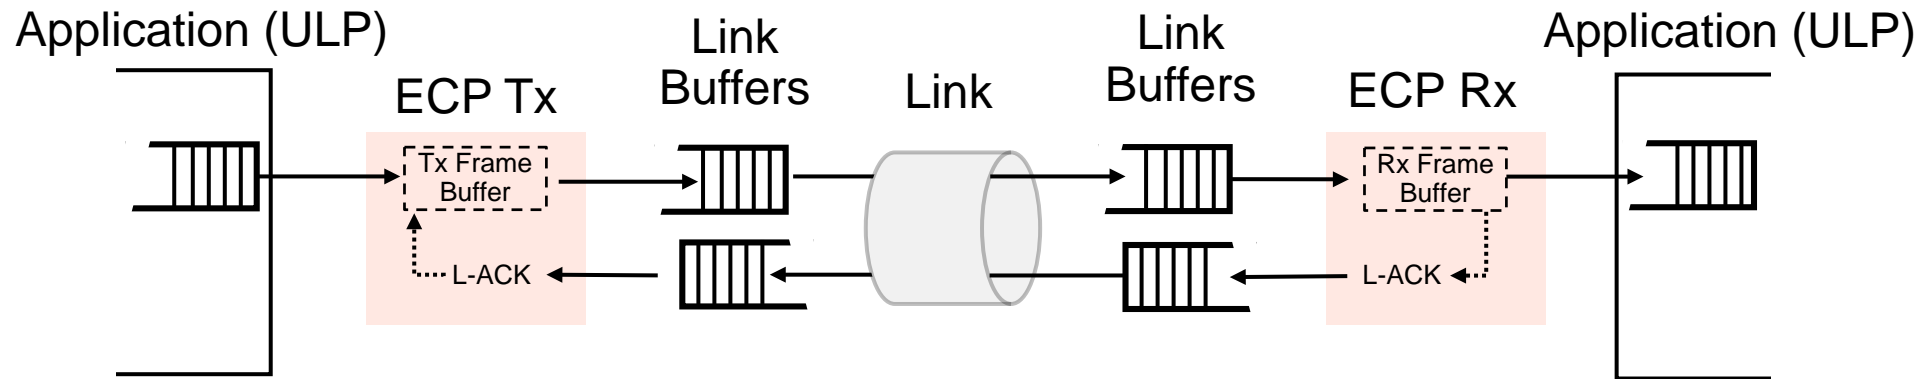 Application (ULP)
ECP Tx
Link
Buffers
Link
Link
Buffers
ECP Rx
Application (ULP)
Tx Frame
Buffer
Rx Frame
Buffer
L-ACK
L-ACK